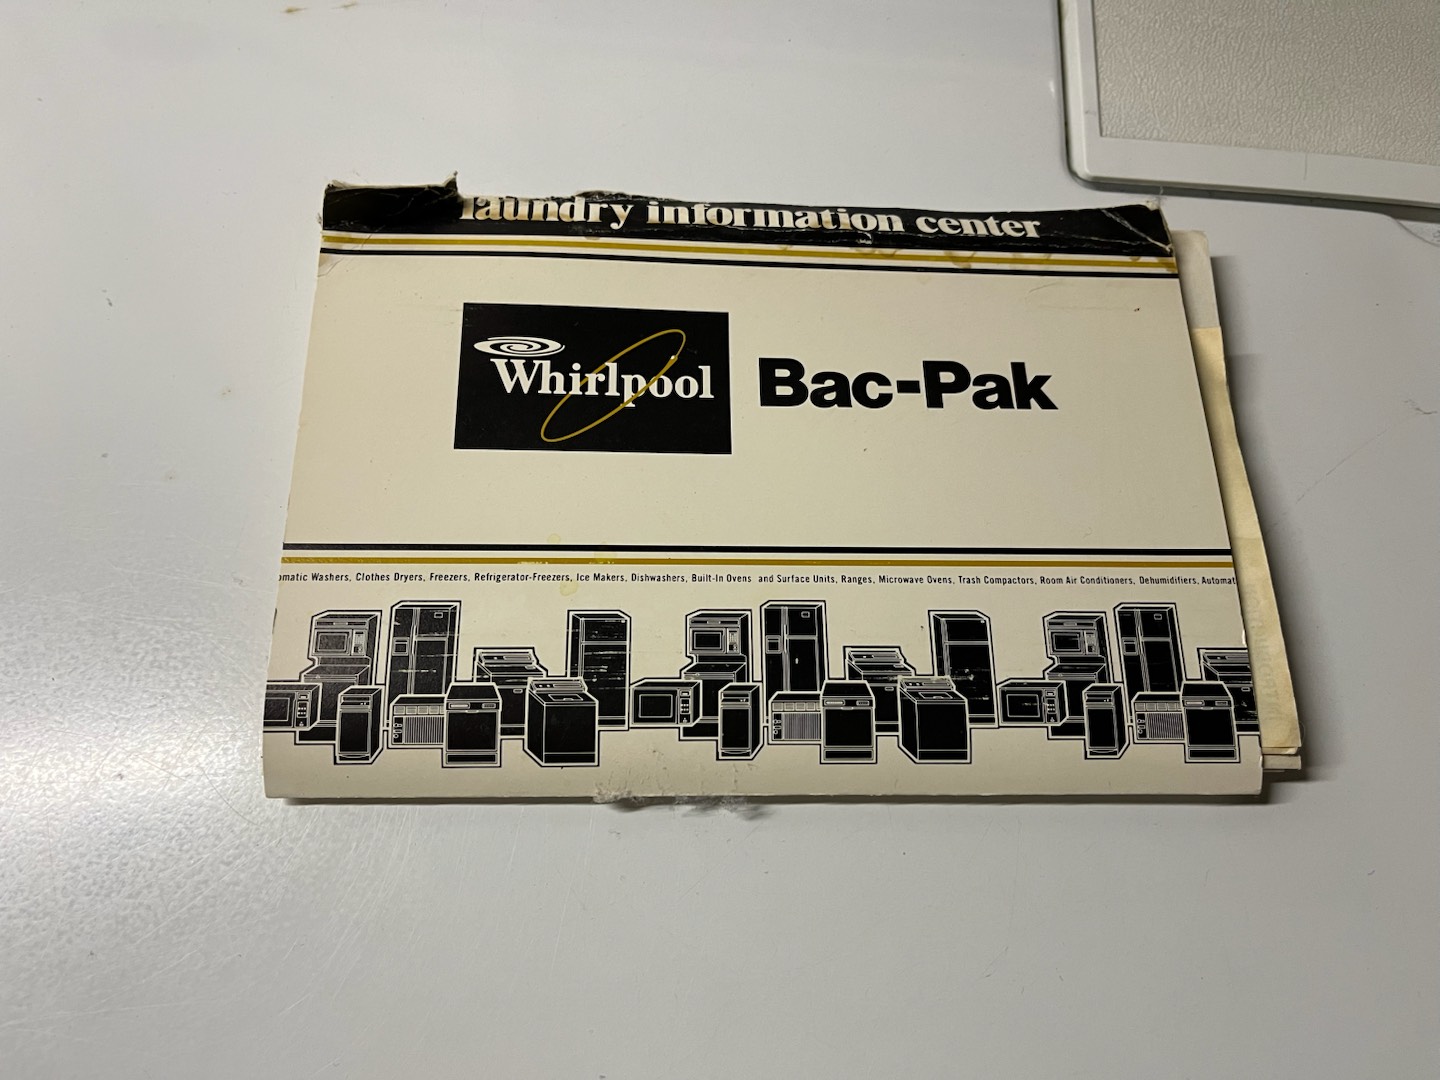 laundry information center
Whirlpool
Bac-Pak
omatic Washers, Clothes Dryers, Freezers, Refrigerator-Freezers, Ice Makers, Dishwashers, Built-In Ovens and Surface Units, Ranges, Microwave Ovens, Trash Compactors, Room Air Conditioners, Dehumidifiers, Automat